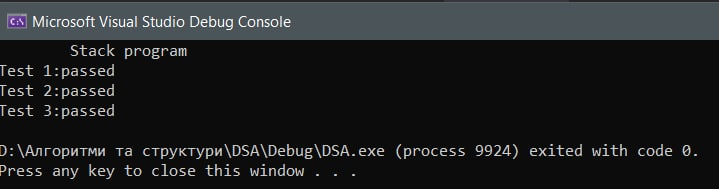 Microsoft Visual Studio Debug Console
Stack program
Test 1:passed
Test 2:passed
Test 3:passed
D:\Алгоритми та структури\DSA\Debug\DSA.exe (process 9924) exited with code 0.
Press any key to close this window . . .